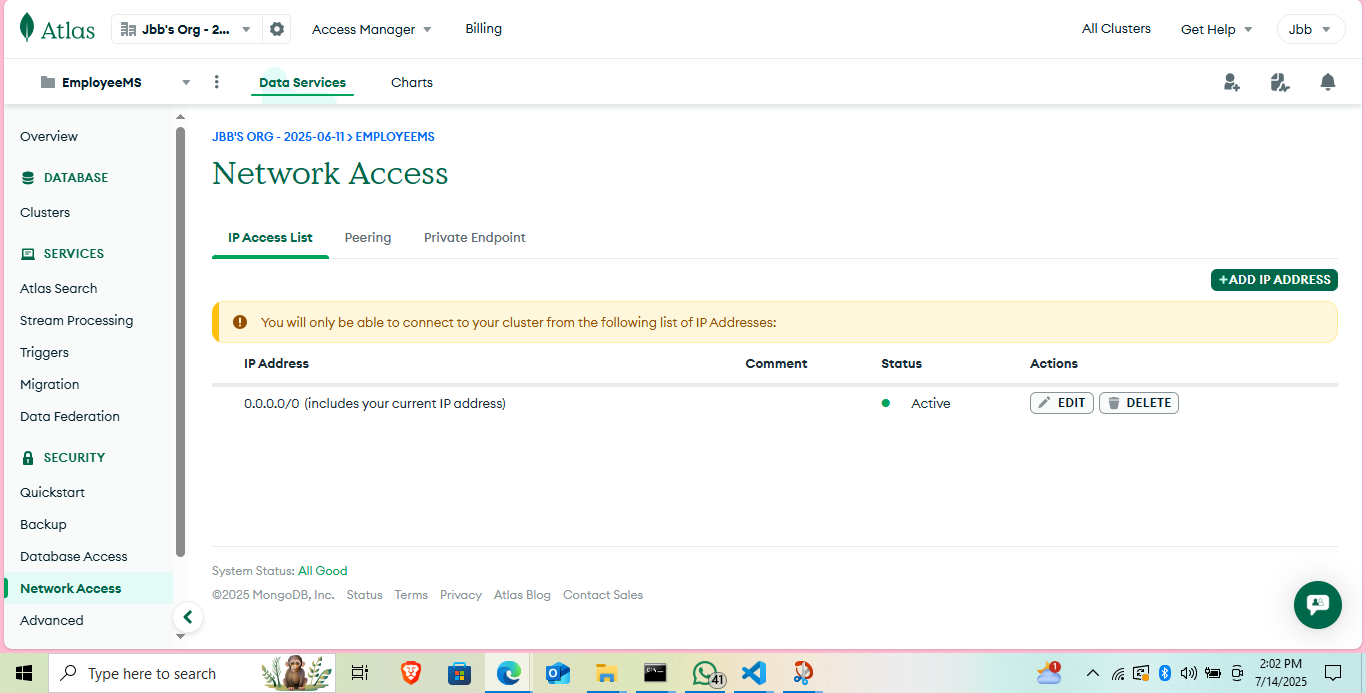 Atlas
Jbb's Org - 2...
Access Manager
Billing
All Clusters
Get Help
Jbb
EmployeeMS
Data Services
Charts
Overview
DATABASE
Clusters
SERVICES
Atlas Search
Stream Processing
Triggers
Migration
Data Federation
SECURITY
Quickstart
Backup
Database Access
Network Access
Advanced
JBB'S ORG - 2025-06-11 > EMPLOYEEMS
Network Access
IP Access List
Peering
Private Endpoint
+ADD IP ADDRESS
You will only be able to connect to your cluster from the following list of IP Addresses:
IP Address Comment Status Actions
0.0.0.0/0 (includes your current IP address) Active EDIT DELETE
System Status: All Good
©2025 MongoDB, Inc. Status Terms Privacy Atlas Blog Contact Sales
Type here to search
41
1
2:02 PM
7/14/2025